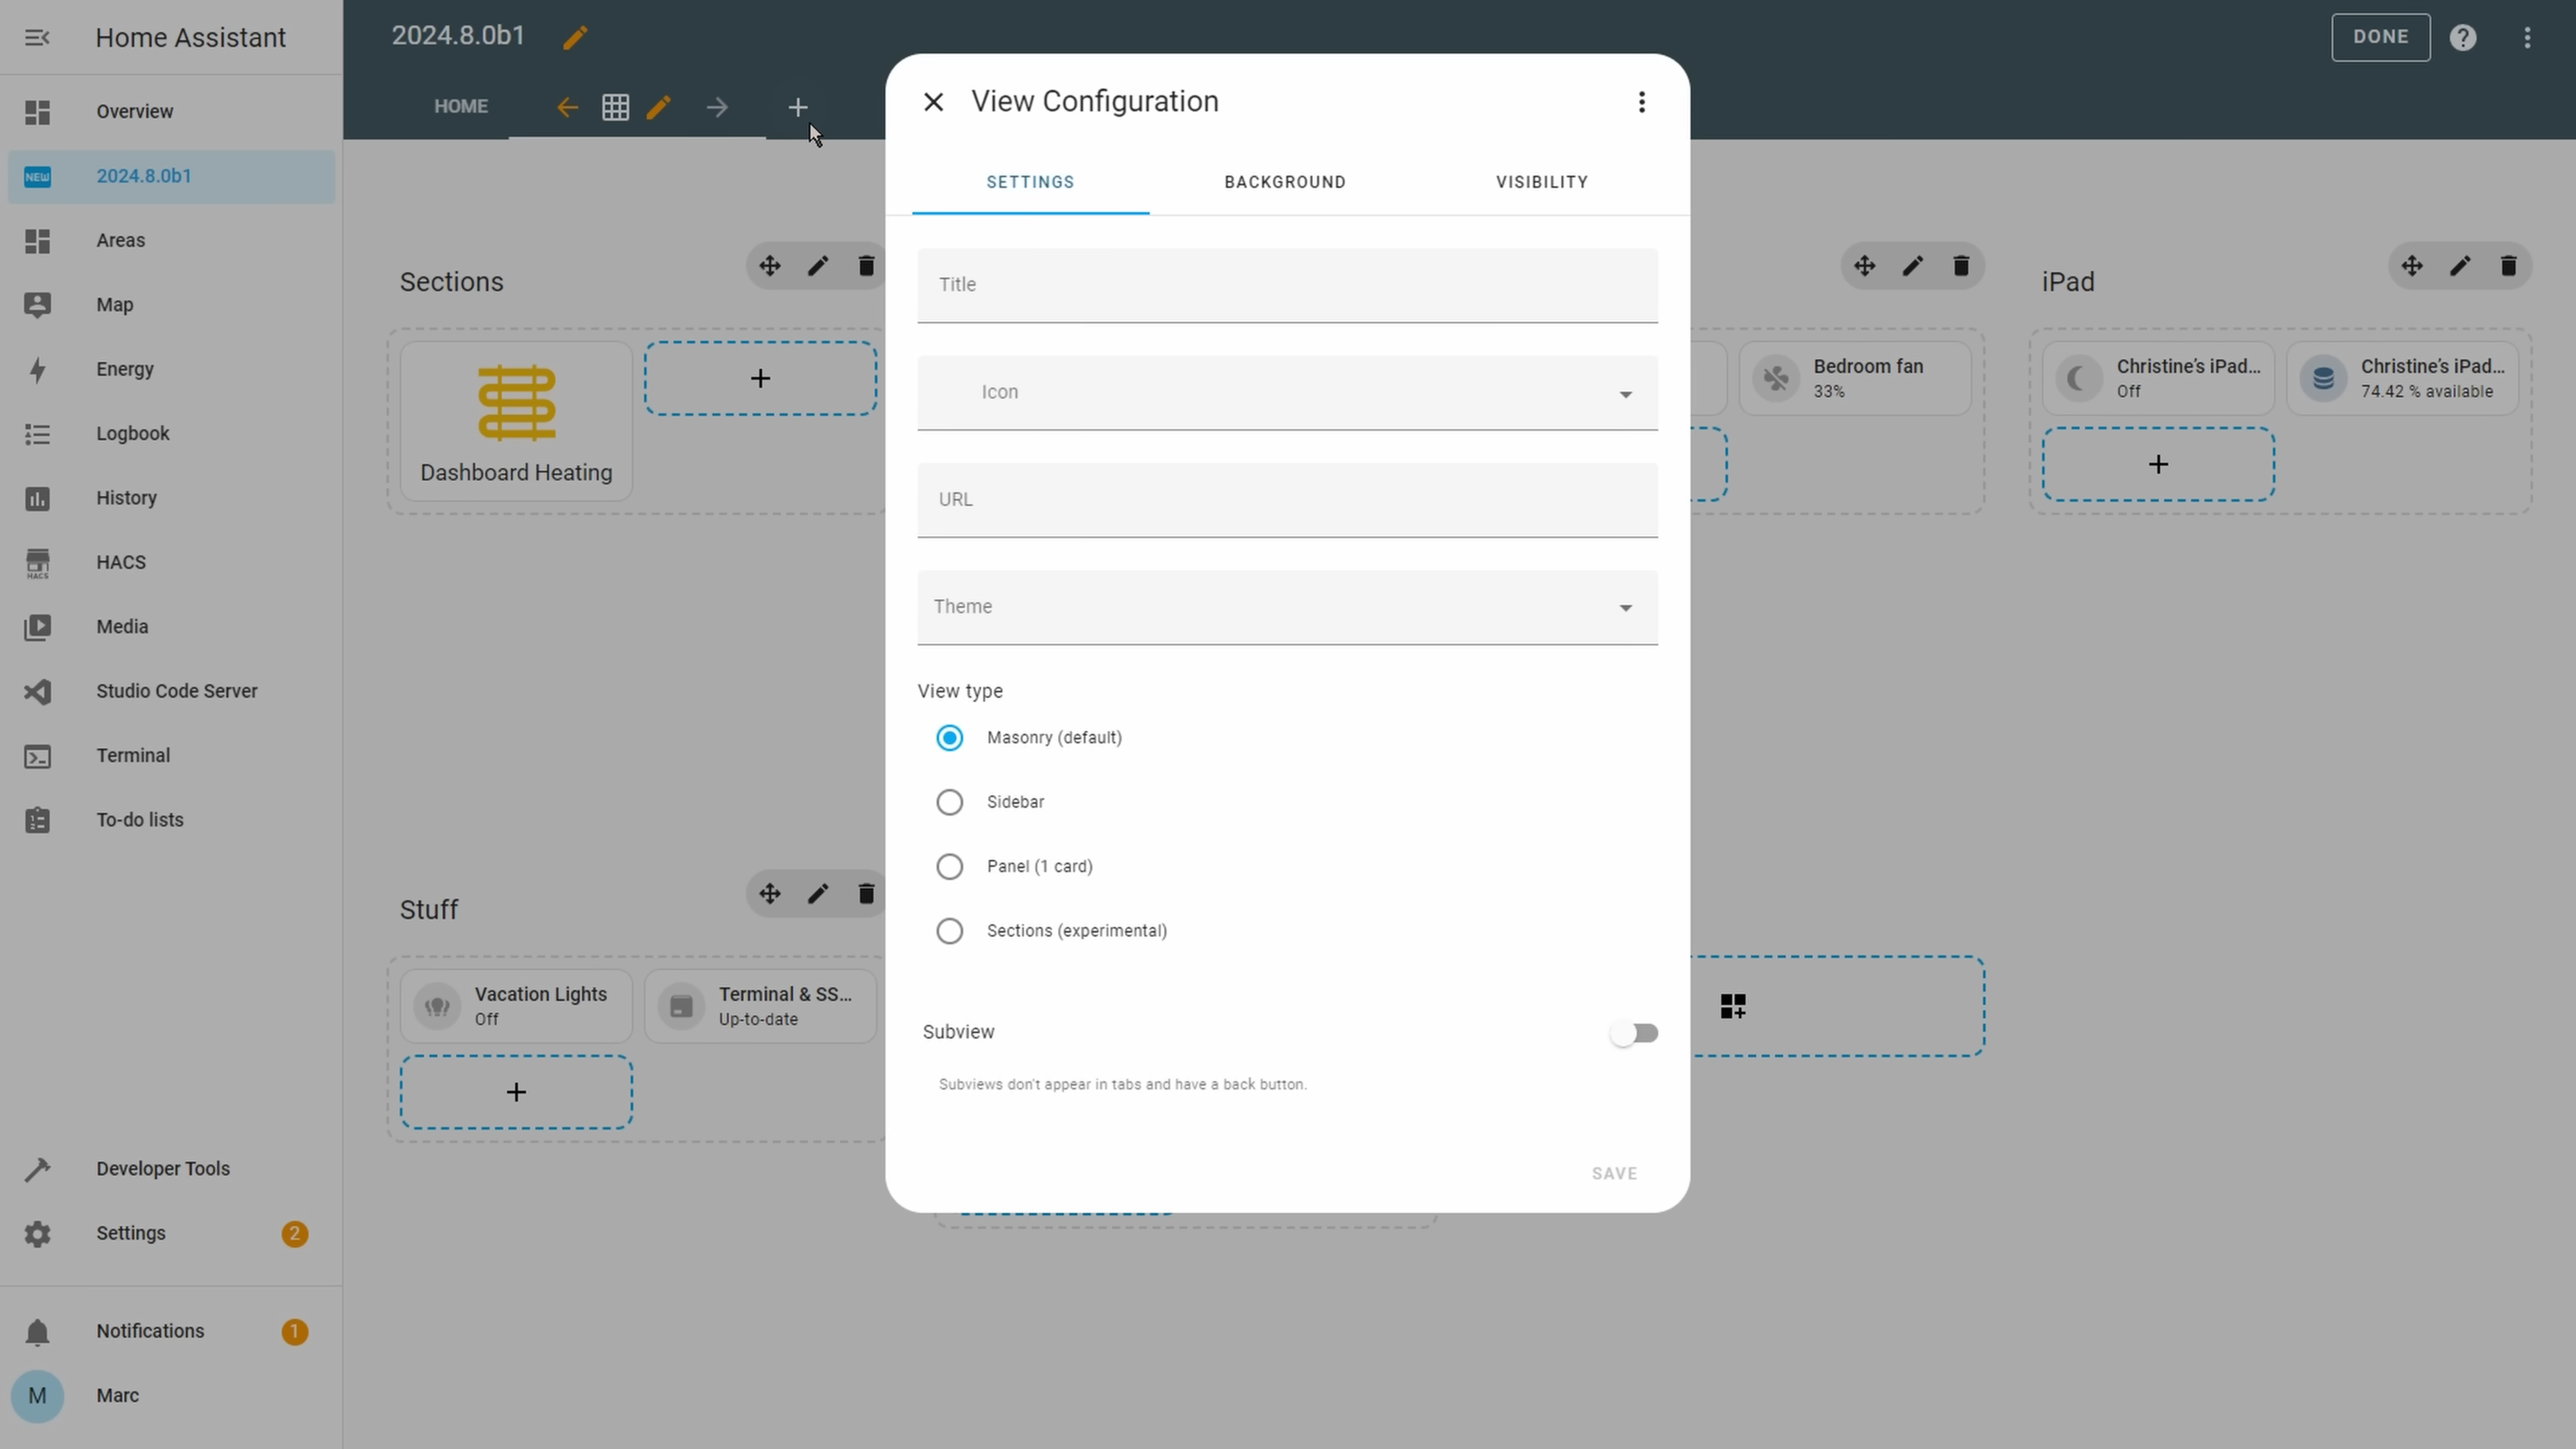 Home Assistant
Overview
NEW
2024.8.0b1
Areas
Map
Energy
Logbook
History
HACS
HACS
Media
Studio Code Server
Terminal
To-do lists
Developer Tools
Settings
2
Notifications
1
M
Marc
2024.8.0b1
DONE
HOME
Sections
Dashboard Heating
Stuff
Vacation Lights
Off
Terminal & SS...
Up-to-date
View Configuration
SETTINGS
BACKGROUND
VISIBILITY
Title
Icon
URL
Theme
View type
Masonry (default)
Sidebar
Panel (1 card)
Sections (experimental)
Subview
Subviews don't appear in tabs and have a back button.
SAVE
Bedroom fan
33%
iPad
Christine’s iPad...
Off
Christine’s iPad...
74.42 % available